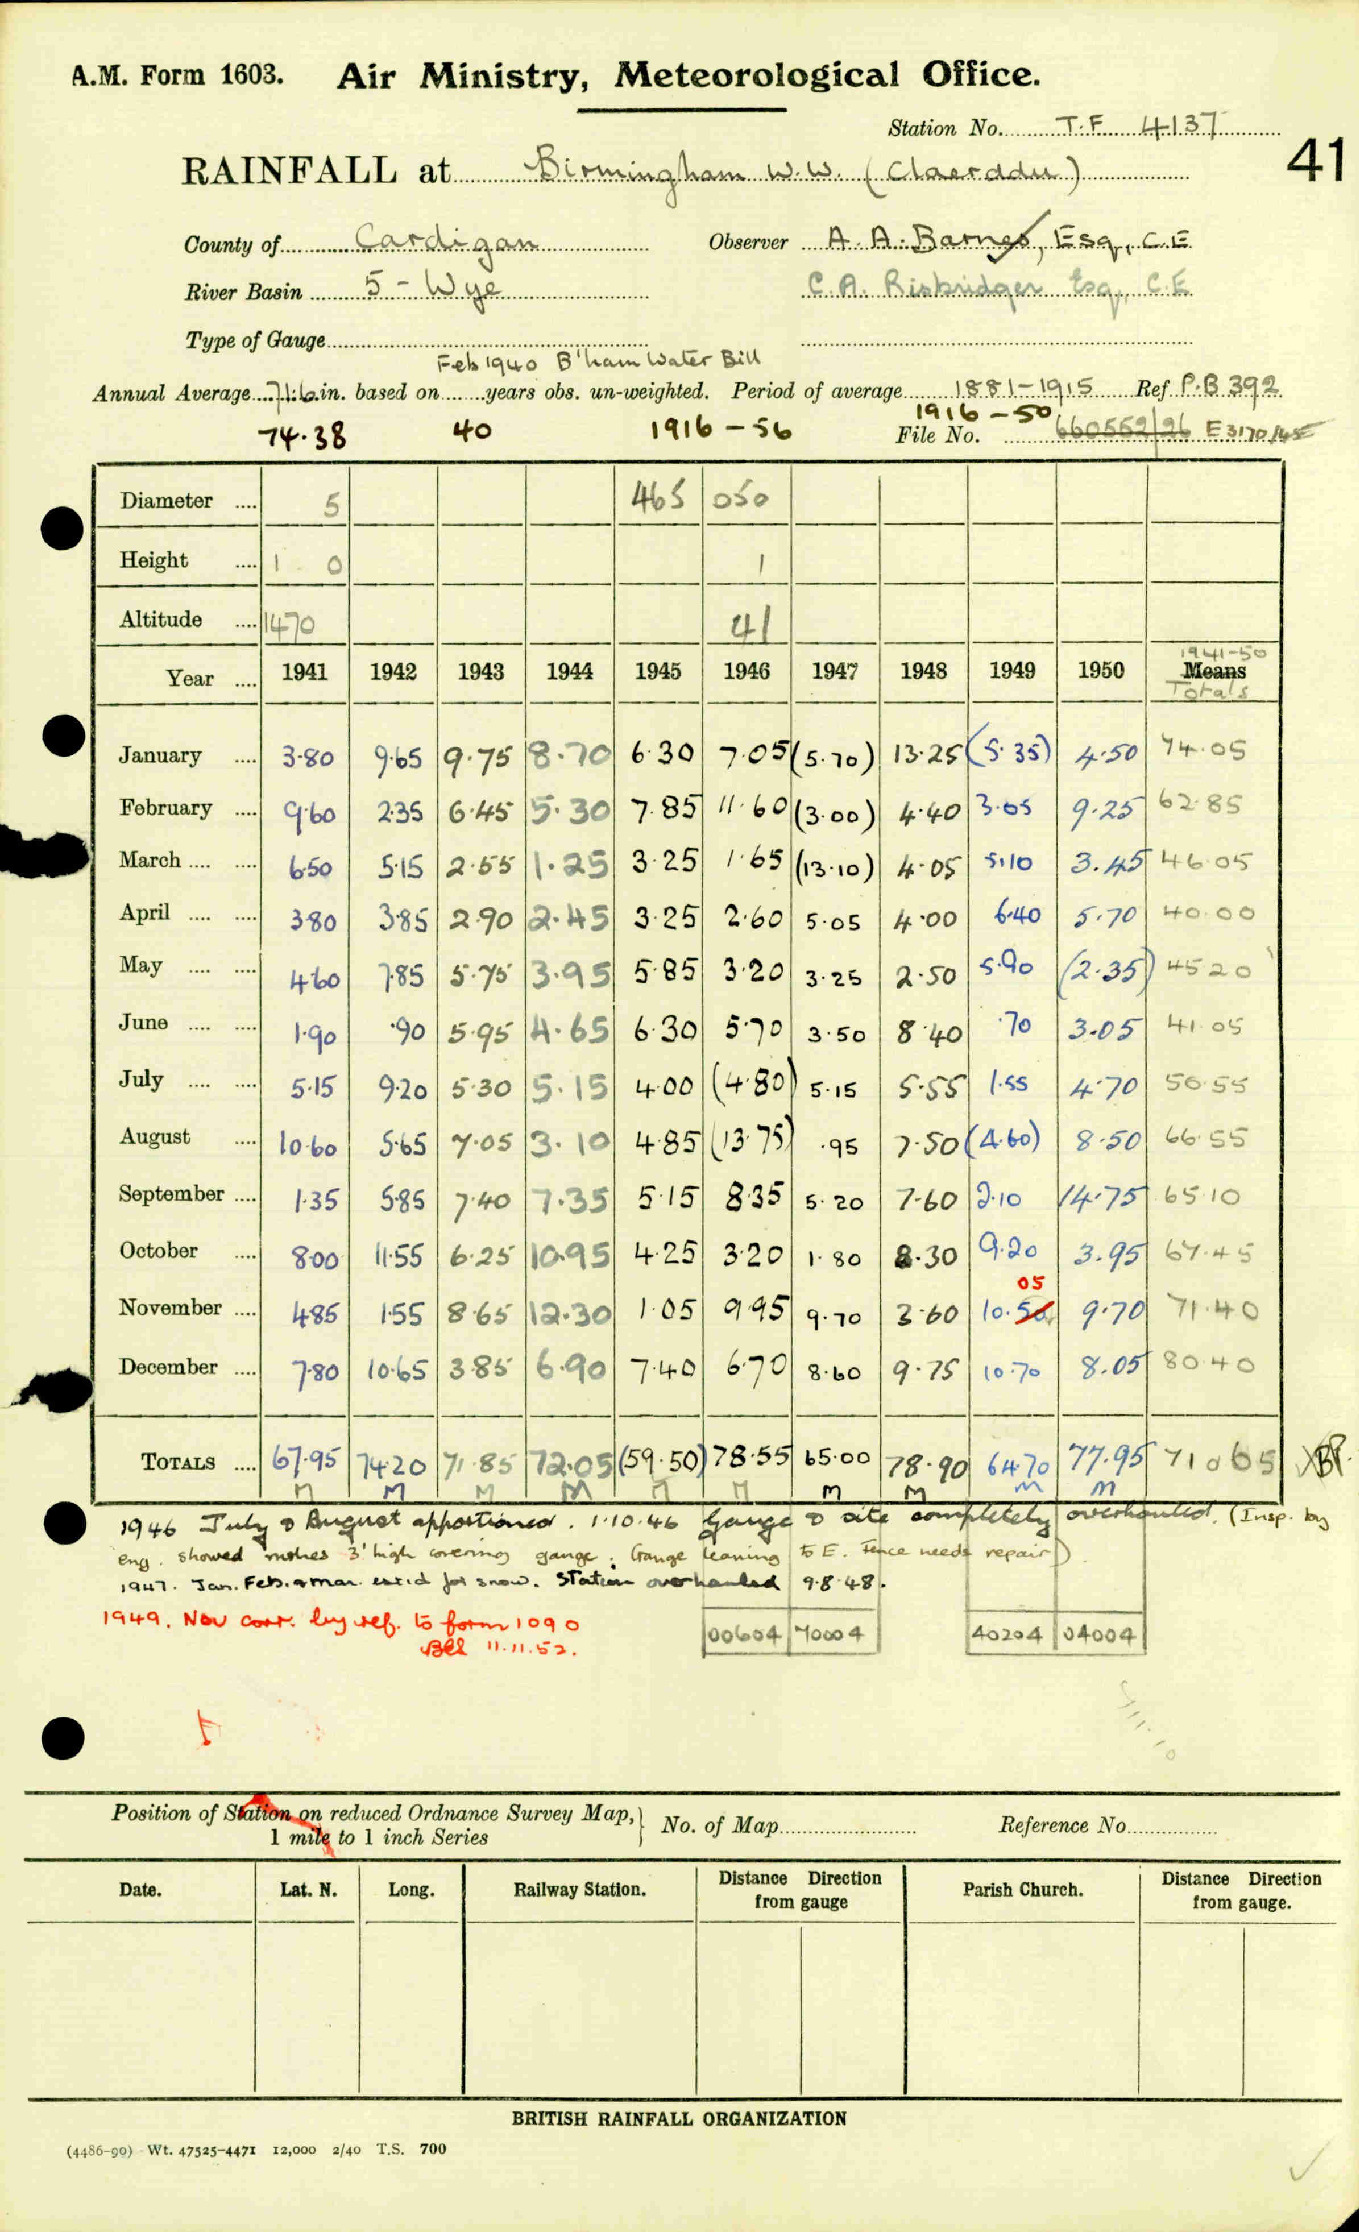 A.M. Form 1603. Air Ministry, Meteorological Office.
Station No. T.F 4137
41
RAINFALL at Birmingham W.W. (Claerddu)
County of Cardigan Observer A. A. Barnes, Esq., C.E
River Basin 5 - Wye C. A. Risbridger Esq., C.E
Type of Gauge
Feb 1940 B'ham Water Bill
Annual Average 71.6 in. based on years obs. un-weighted. Period of average 1881-1915 Ref P.B 392
1916-50
74.38 40 1916-56 File No. 660552/26 E3170/45
Diameter .... 5 465 050
Height .... 1 0 1
Altitude .... 1470 41
1941-50
Year .... 1941 1942 1943 1944 1945 1946 1947 1948 1949 1950 Means
Totals
January .... 3.80 9.65 9.75 8.70 6.30 7.05 (5.70) 13.25 (5.35) 4.50 74.05
February .... 9.60 2.35 6.45 5.30 7.85 11.60 (3.00) 4.40 3.05 9.25 62.85
March .... .... 6.50 5.15 2.55 1.25 3.25 1.65 (13.10) 4.05 5.10 3.45 46.05
April .... .... 3.80 3.85 2.90 2.45 3.25 2.60 5.05 4.00 6.40 5.70 40.00
May .... .... 4.60 7.85 5.75 3.95 5.85 3.20 3.25 2.50 5.90 (2.35) 45.20
June .... .... 1.90 .90 5.95 4.65 6.30 5.70 3.50 8.40 .70 3.05 41.05
July .... .... 5.15 9.20 5.30 5.15 4.00 (4.80) 5.15 5.55 1.55 4.70 50.55
August .... 10.60 5.65 7.05 3.10 4.85 (13.75) .95 7.50 (4.60) 8.50 66.55
September .... 1.35 5.85 7.40 7.35 5.15 8.35 5.20 7.60 2.10 14.75 65.10
October .... 8.00 11.55 6.25 10.95 4.25 3.20 1.80 8.30 9.20 3.95 67.45
05
November .... 4.85 1.55 8.65 12.30 1.05 9.95 9.70 3.60 10.50 9.70 71.40
December .... 7.80 10.65 3.85 6.90 7.40 6.70 8.60 9.75 10.70 8.05 80.40
TOTALS .... 67.95 74.20 71.85 72.05 (59.50) 78.55 65.00 78.90 64.70 77.95 71.065 BP.
M M M M M M M M M M
1946 July & August apportioned. 1.10.46 Gauge & site completely overhauled. (Insp. by
eng. showed rushes 3' high covering gauge. Gauge leaning to E. Fence needs repair).
1947. Jan. Feb. & Mar. estd for snow. Station overhauled 9.8.48.
1949. Nov corr. by ref. to form 1090
11.11.52.
00604 70004 40204 04004
Position of Station on reduced Ordnance Survey Map, 1 mile to 1 inch Series } No. of Map Reference No
Date. Lat. N. Long. Railway Station. Distance Direction from gauge Parish Church. Distance Direction from gauge.
BRITISH RAINFALL ORGANIZATION
(4486-90) Wt. 47525-4471 12,000 2/40 T.S. 700